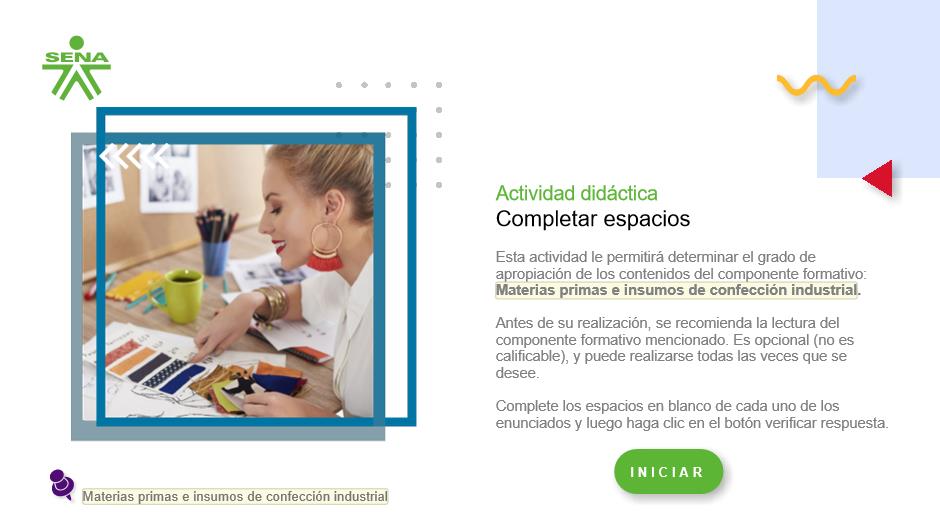 SENA
Actividad didáctica
Completar espacios
Esta actividad le permitirá determinar el grado de
apropiación de los contenidos del componente formativo:
Materias primas e insumos de confección industrial.
Antes de su realización, se recomienda la lectura del
componente formativo mencionado. Es opcional (no es
calificable), y puede realizarse todas las veces que se
desee.
Complete los espacios en blanco de cada uno de los
enunciados y luego haga clic en el botón verificar respuesta.
INICIAR
Materias primas e insumos de confección industrial